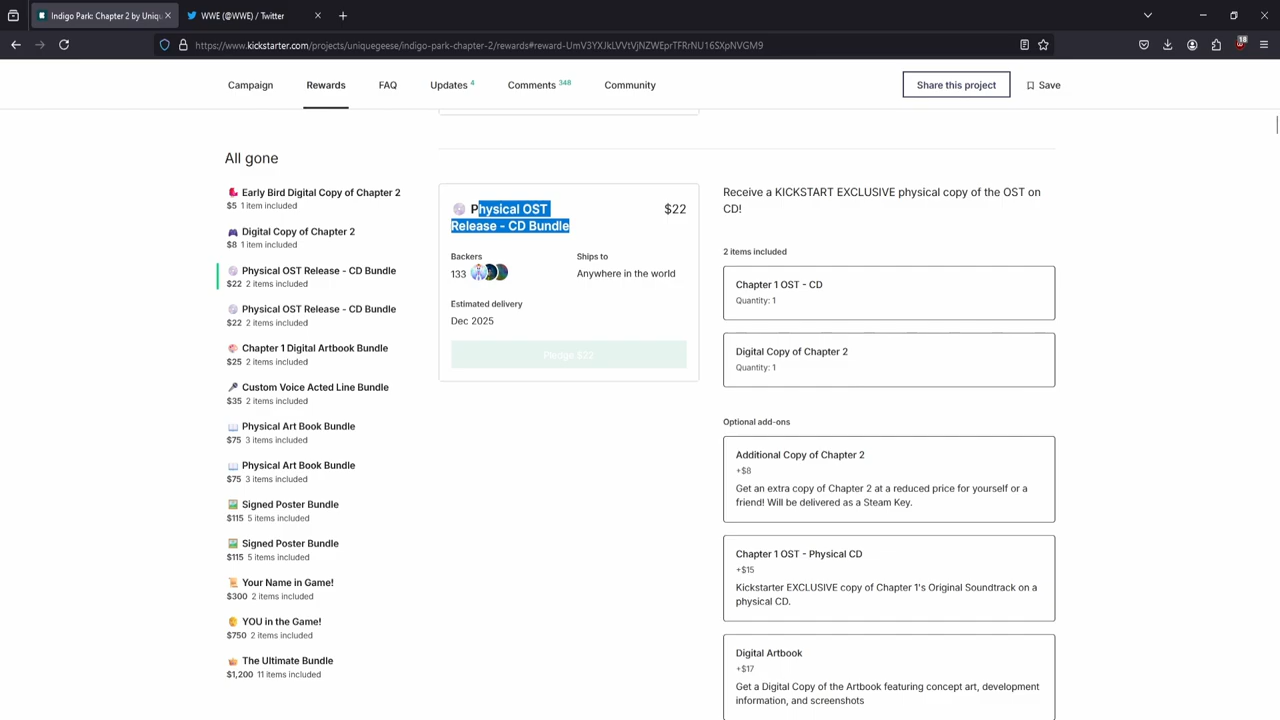 Indigo Park: Chapter 2 by Uniqu
WWE (@WWE) / Twitter
https://www.kickstarter.com/projects/uniquegeese/indigo-park-chapter-2/rewards#reward-UmV3YXJkLVVtVjNZWEprTFRrNU16SXpNVGM9
18
Campaign
Rewards
FAQ
Updates 4
Comments 348
Community
Share this project
Save
All gone
Early Bird Digital Copy of Chapter 2
$5 1 item included
Digital Copy of Chapter 2
$8 1 item included
Physical OST Release - CD Bundle
$22 2 items included
Physical OST Release - CD Bundle
$22 2 items included
Chapter 1 Digital Artbook Bundle
$25 2 items included
Custom Voice Acted Line Bundle
$35 2 items included
Physical Art Book Bundle
$75 3 items included
Physical Art Book Bundle
$75 3 items included
Signed Poster Bundle
$115 5 items included
Signed Poster Bundle
$115 5 items included
Your Name in Game!
$300 2 items included
YOU in the Game!
$750 2 items included
The Ultimate Bundle
$1,200 11 items included
Physical OST
Release - CD Bundle
$22
Backers
133
Ships to
Anywhere in the world
Estimated delivery
Dec 2025
Pledge $22
Receive a KICKSTART EXCLUSIVE physical copy of the OST on
CD!
2 items included
Chapter 1 OST - CD
Quantity: 1
Digital Copy of Chapter 2
Quantity: 1
Optional add-ons
Additional Copy of Chapter 2
+$8
Get an extra copy of Chapter 2 at a reduced price for yourself or a
friend! Will be delivered as a Steam Key.
Chapter 1 OST - Physical CD
+$15
Kickstarter EXCLUSIVE copy of Chapter 1's Original Soundtrack on a
physical CD.
Digital Artbook
+$17
Get a Digital Copy of the Artbook featuring concept art, development
information, and screenshots